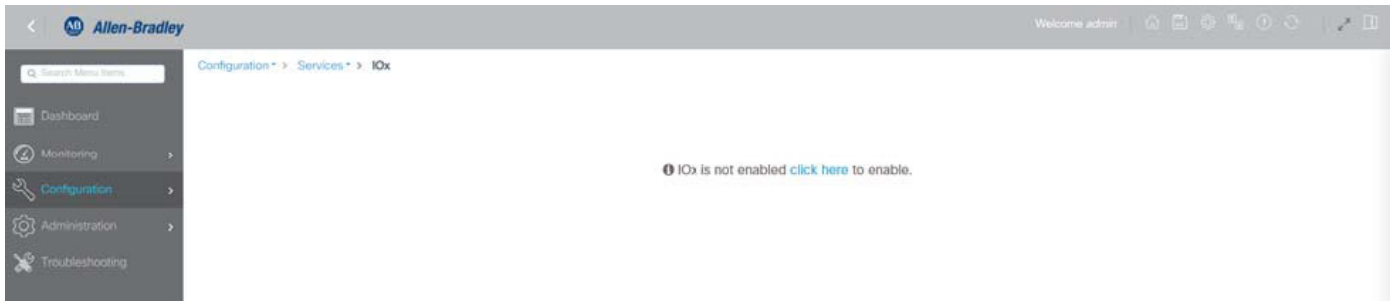 AB Allen-Bradley
Welcome admin
Search Menu Items
Configuration > Services > IOx
Dashboard
Monitoring
IOx is not enabled click here to enable.
Configuration
Administration
Troubleshooting